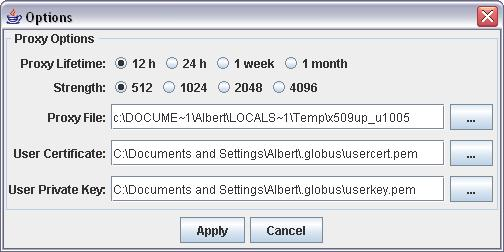 Options
Proxy Options
Proxy Lifetime: 12 h 24 h 1 week 1 month
Strength: 512 1024 2048 4096
Proxy File: c:\DOCUME~1\Albert\LOCALS~1\Temp\x509up_u1005 ...
User Certificate: C:\Documents and Settings\Albert\.globus\usercert.pem ...
User Private Key: C:\Documents and Settings\Albert\.globus\userkey.pem ...
Apply Cancel